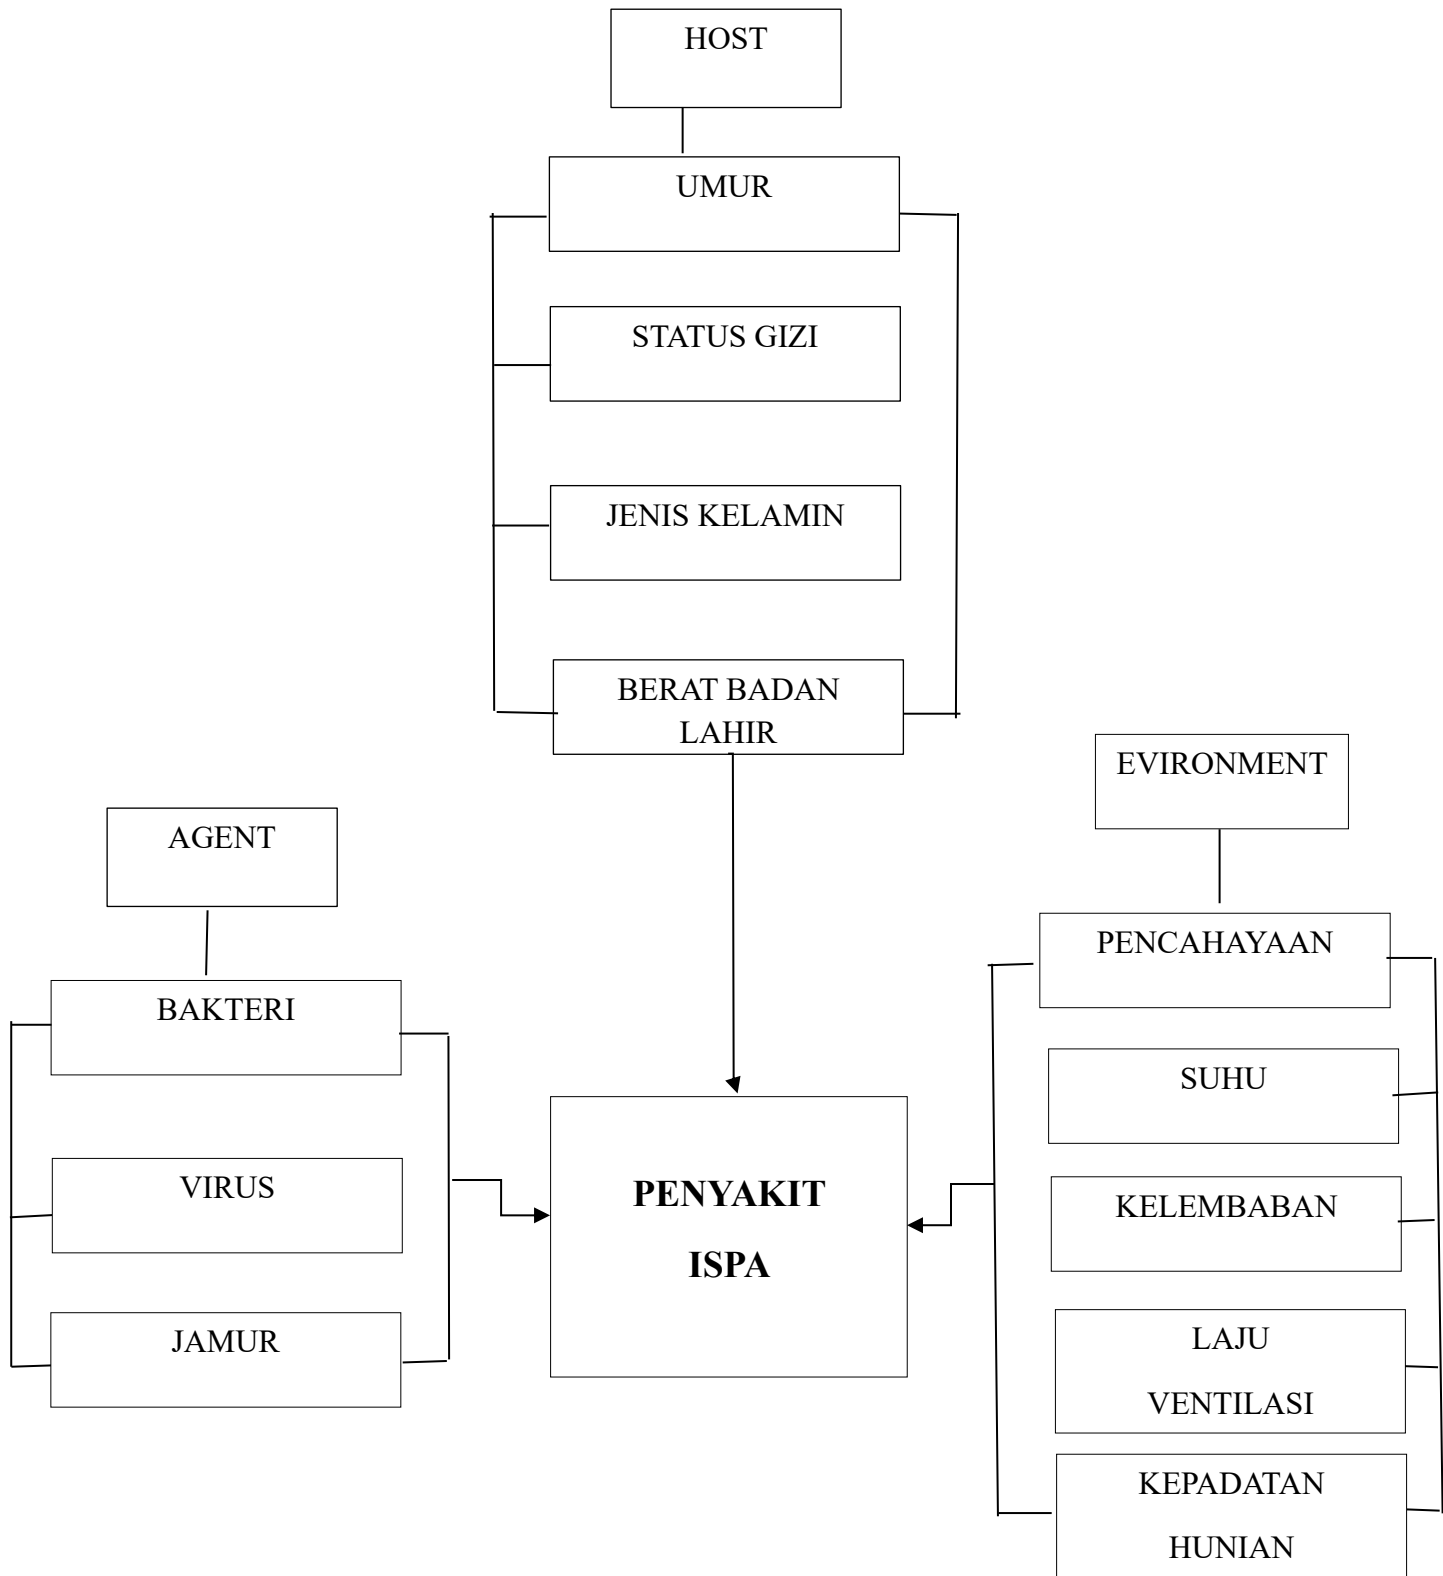 HOST
UMUR
STATUS GIZI
JENIS KELAMIN
BERAT BADAN
LAHIR
AGENT
BAKTERI
VIRUS
JAMUR
PENYAKIT
ISPA
EVIRONMENT
PENCAHAYAAN
SUHU
KELEMBABAN
LAJU
VENTILASI
KEPADATAN
HUNIAN